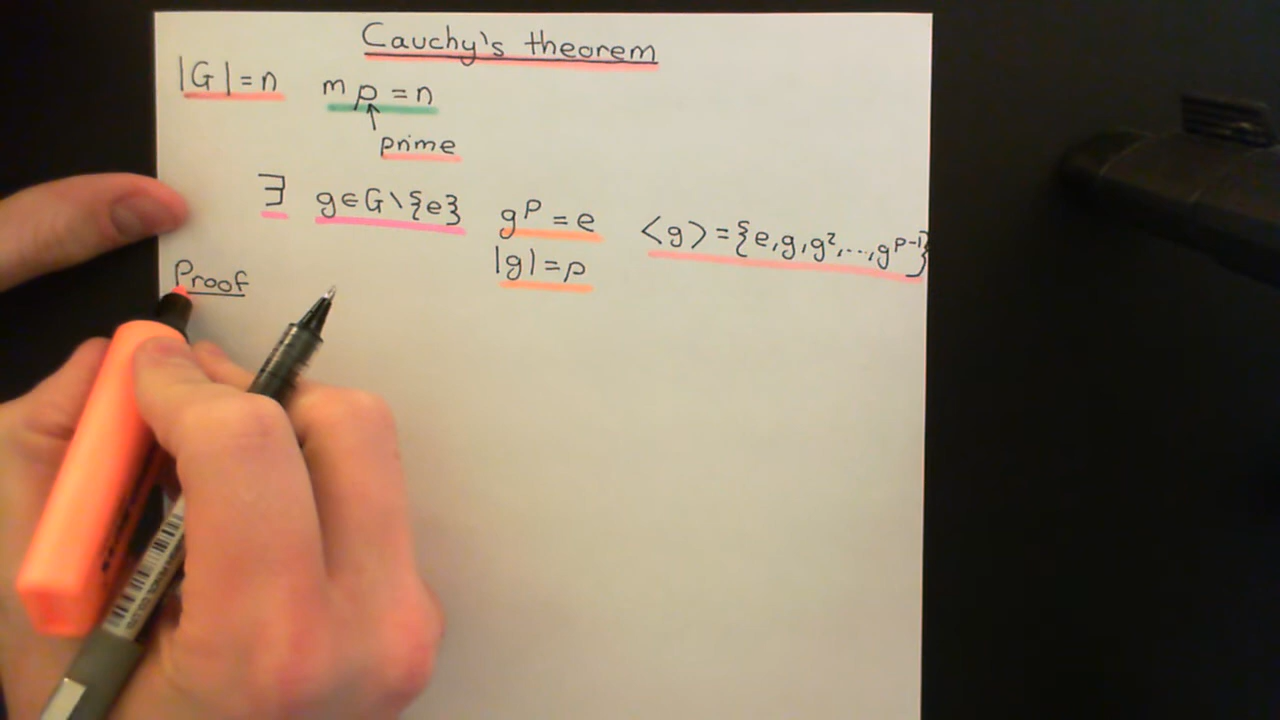 Cauchy's theorem
|G|=n mp=n
prime
∃ g∈G\{e} g^p=e <g>={e,g,g²,...,g^{p-1}}
|g|=p
Proof